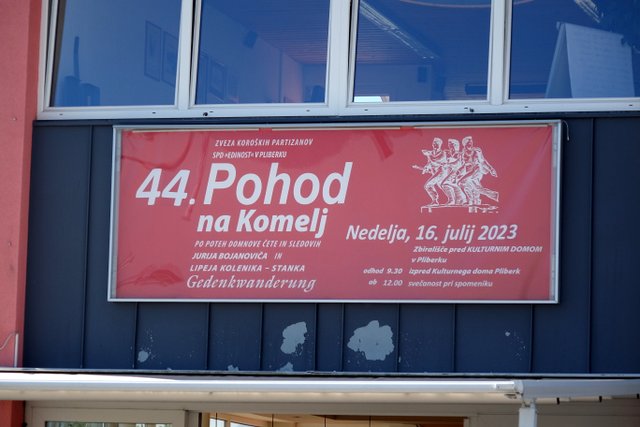 ZVEZA KOROŠKIH PARTIZANOV
SPD »EDINOST« V PLIBERKU
44. Pohod
na Komelj
PO POTEH DOMNOVE ČETE IN SLEDOVIH
JURIJA BOJANOVIČA IN
LIPEJA KOLENIKA – STANKA
Gedenkwanderung
Nedelja, 16. julij 2023
Zbirališče pred KULTURNIM DOMOM
v Pliberku
odhod 9.30 izpred Kulturnega doma Pliberk
ob 12.00 svečanost pri spomeniku